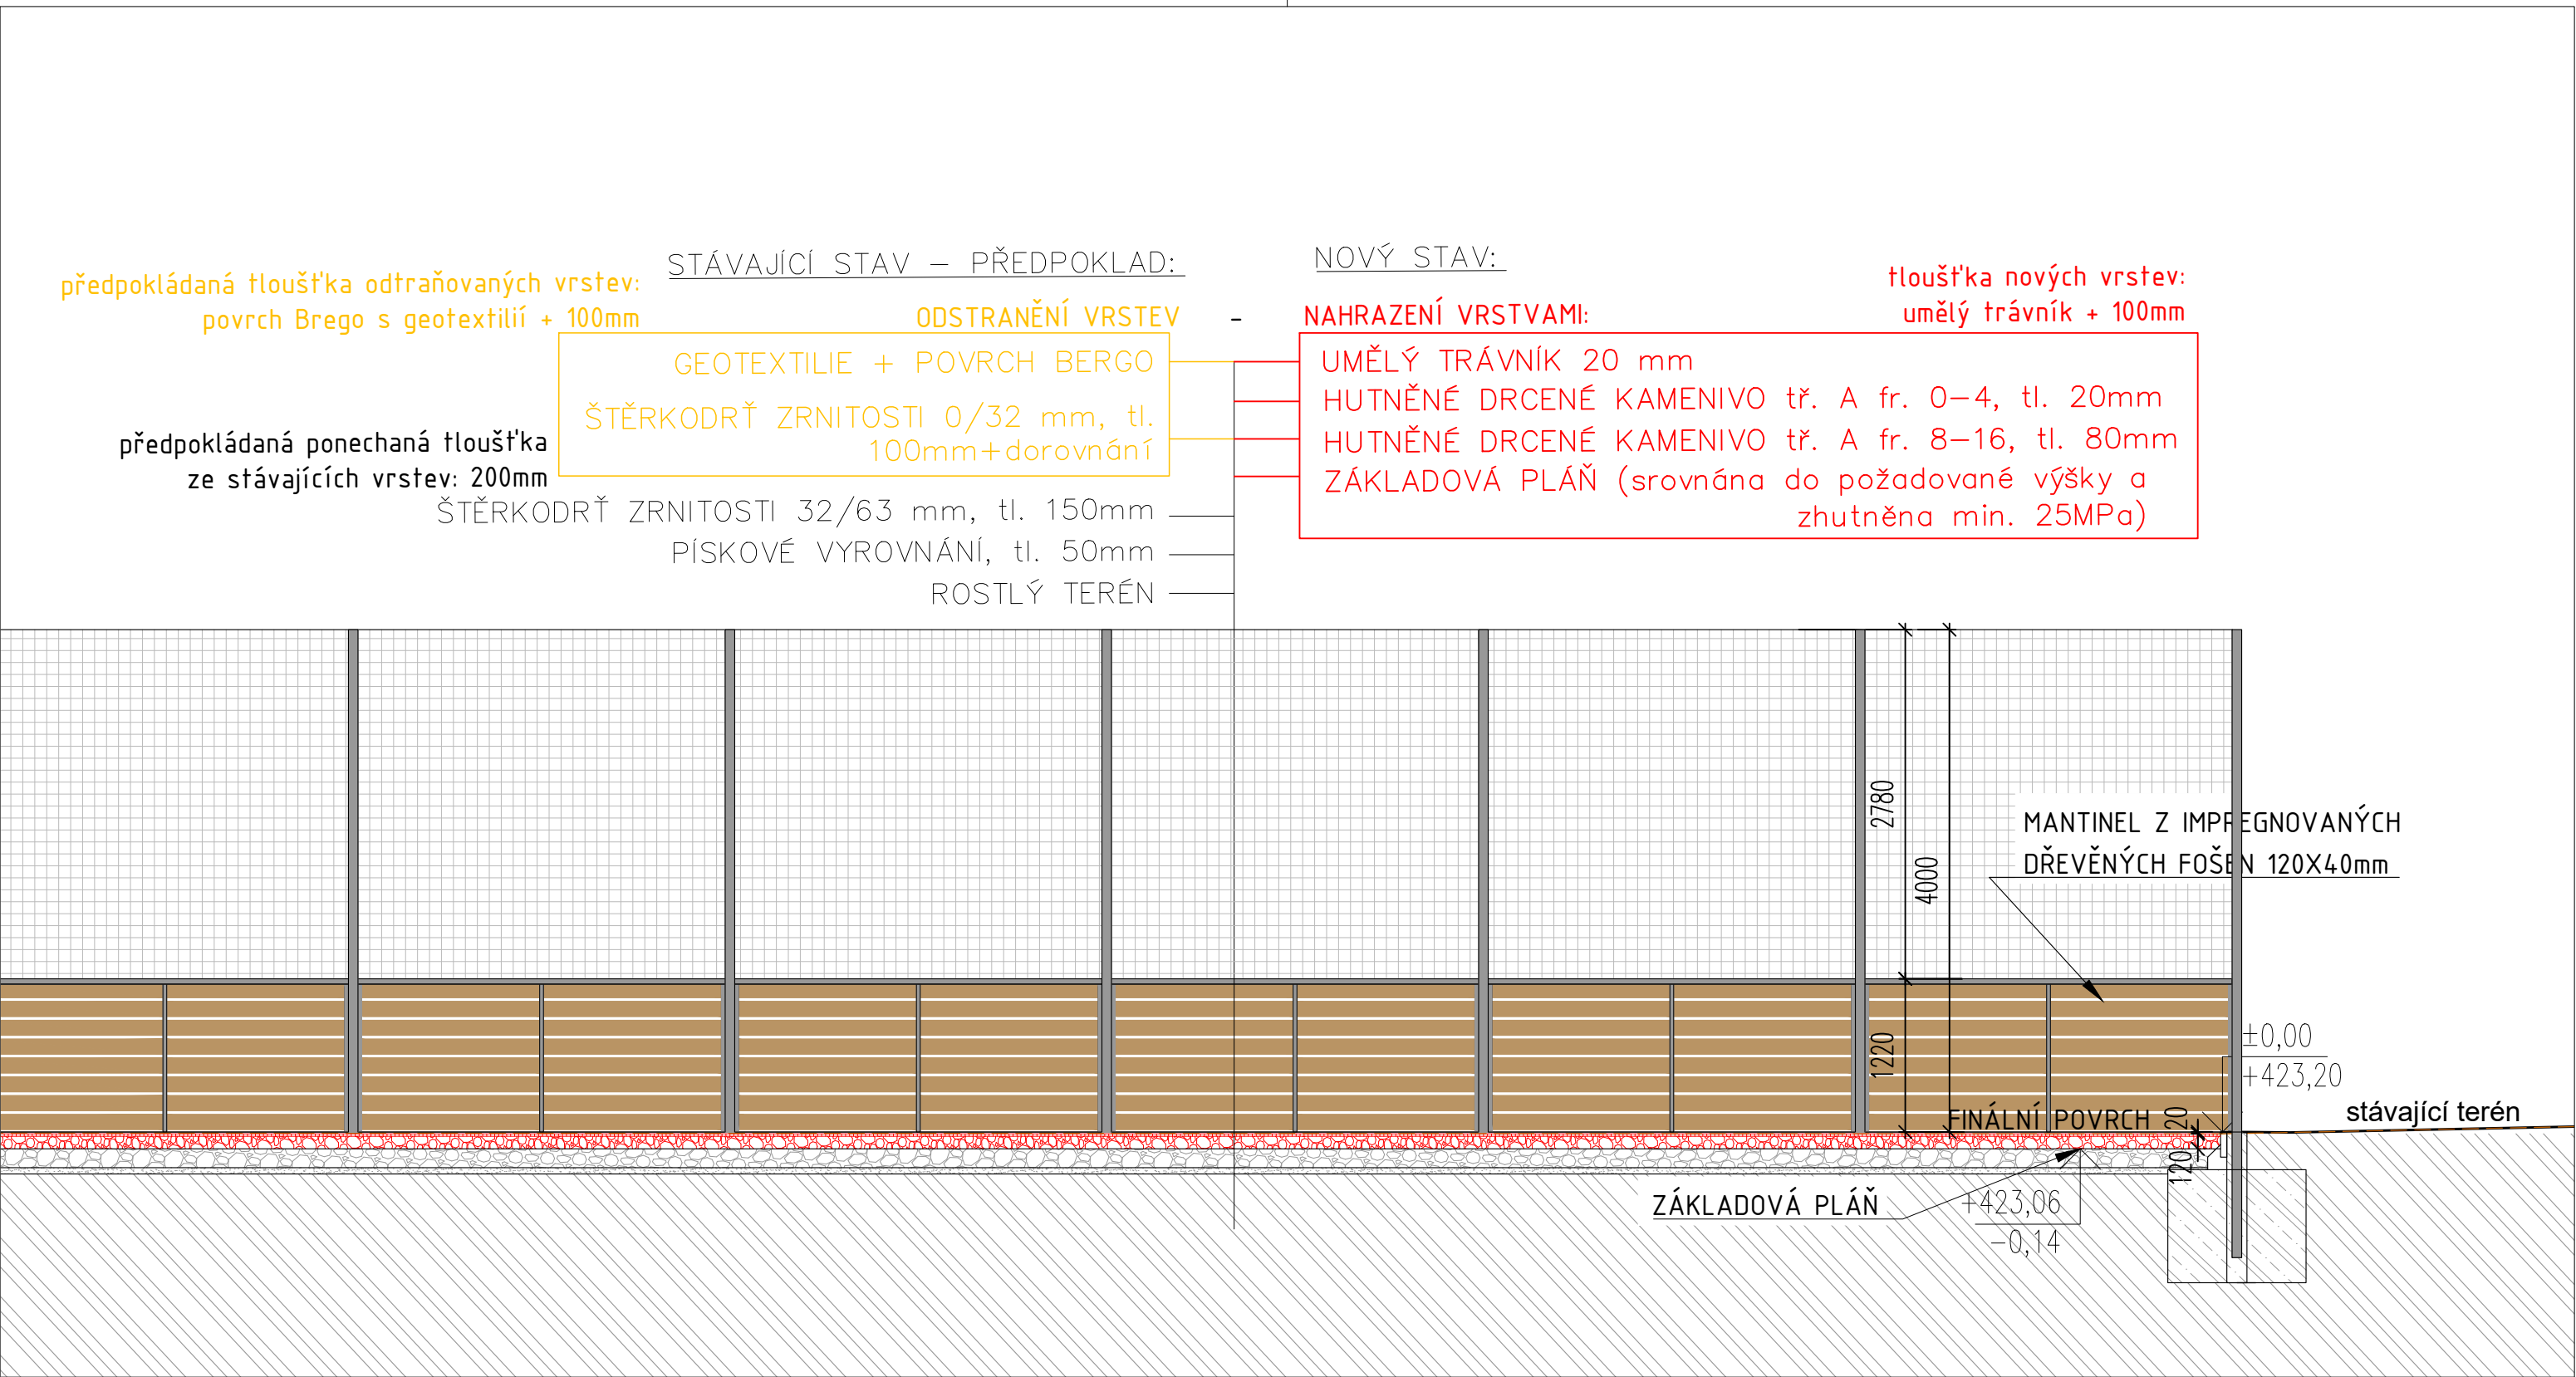 STÁVAJÍCÍ STAV – PŘEDPOKLAD:
předpokládaná tloušťka odtraňovaných vrstev:
povrch Brego s geotextilií + 100mm
ODSTRANĚNÍ VRSTEV -
GEOTEXTILIE + POVRCH BERGO
ŠTĚRKODRŤ ZRNITOSTI 0/32 mm, tl.
100mm+dorovnání
předpokládaná ponechaná tloušťka
ze stávajících vrstev: 200mm
ŠTĚRKODRŤ ZRNITOSTI 32/63 mm, tl. 150mm
PÍSKOVÉ VYROVNÁNÍ, tl. 50mm
ROSTLÝ TERÉN
NOVÝ STAV:
tloušťka nových vrstev:
umělý trávník + 100mm
NAHRAZENÍ VRSTVAMI:
UMĚLÝ TRÁVNÍK 20 mm
HUTNĚNÉ DRCENÉ KAMENIVO tř. A fr. 0–4, tl. 20mm
HUTNĚNÉ DRCENÉ KAMENIVO tř. A fr. 8–16, tl. 80mm
ZÁKLADOVÁ PLÁŇ (srovnána do požadované výšky a
zhutněna min. 25MPa)
2780
4000
1220
MANTINEL Z IMPREGNOVANÝCH
DŘEVĚNÝCH FOŠEN 120X40mm
±0,00
+423,20
stávající terén
FINÁLNÍ POVRCH
20
120
ZÁKLADOVÁ PLÁŇ
+423,06
-0,14